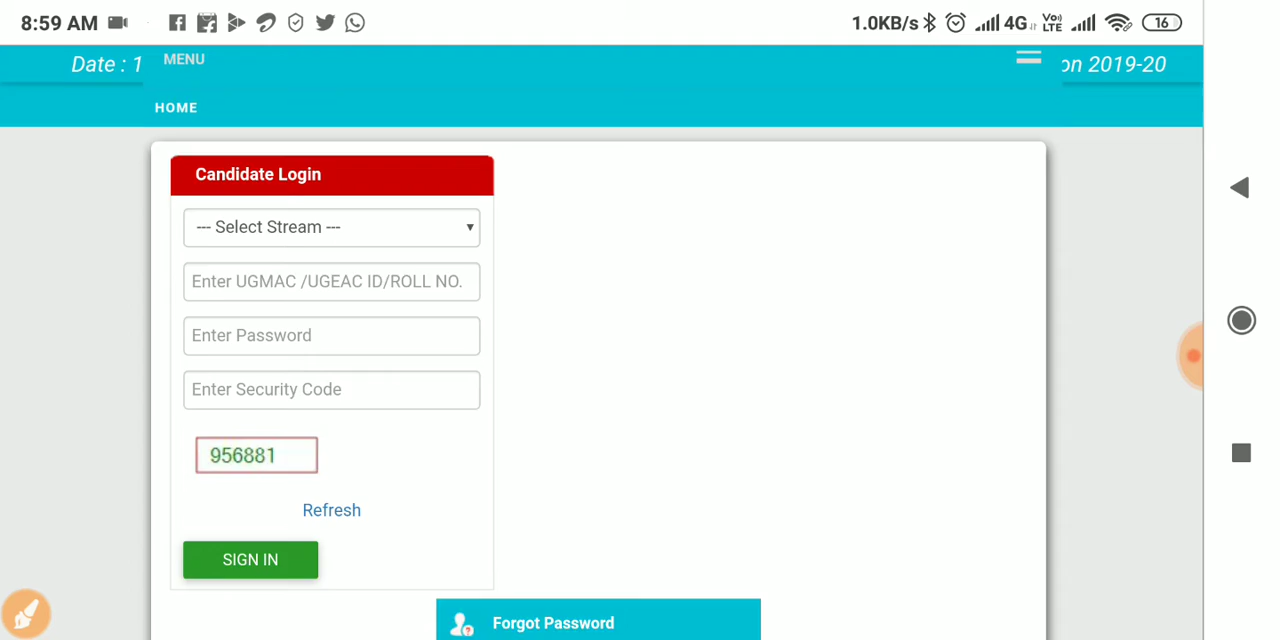 8:59 AM
1.0KB/s 4G Vo) LTE 16
Date : 1
MENU
on 2019-20
HOME
Candidate Login
--- Select Stream ---
Enter UGMAC /UGEAC ID/ROLL NO.
Enter Password
Enter Security Code
956881
Refresh
SIGN IN
Forgot Password